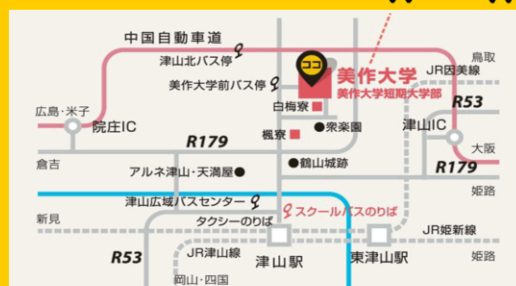 中国自動車道
津山北バス停
ココ
鳥取
美作大学前バス停
美作大学
美作大学短期大学部
JR因美線
白梅寮
R53
広島・米子
院庄IC
楓寮
衆楽園
津山IC
R179
大阪
倉吉
アルネ津山・天満屋
鶴山城跡
R179
姫路
津山広域バスセンター
新見
タクシーのりば
スクールバスのりば
JR姫新線
R53
JR津山線
津山駅
東津山駅
姫路
岡山・四国